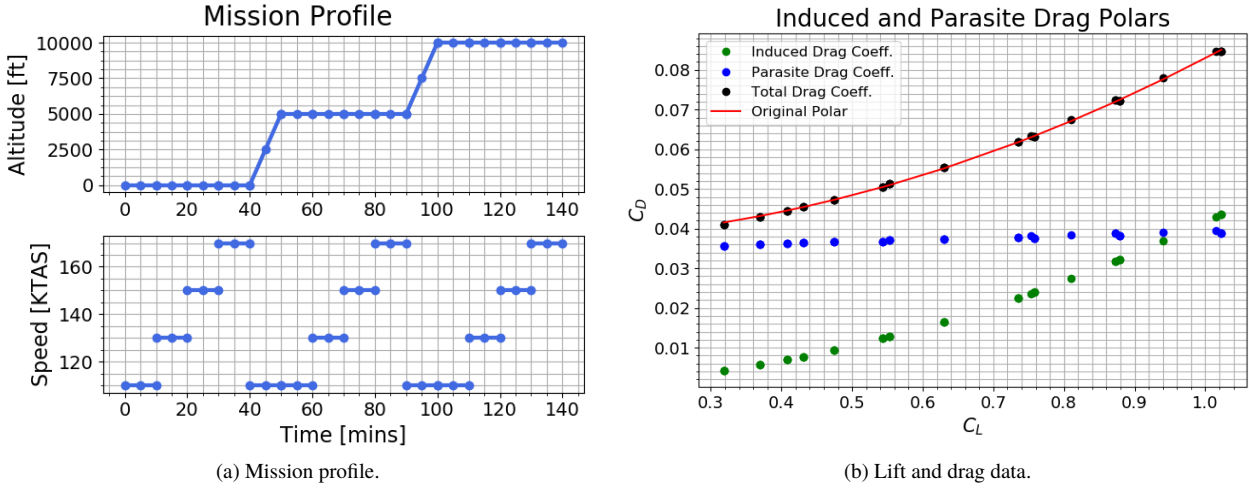 Mission Profile
Altitude [ft]
10000
7500
5000
2500
0
0 20 40 60 80 100 120 140
Speed [KTAS]
160
140
120
0 20 40 60 80 100 120 140
Time [mins]
(a) Mission profile.
Induced and Parasite Drag Polars
Induced Drag Coeff.
Parasite Drag Coeff.
Total Drag Coeff.
Original Polar
C_D
0.08
0.07
0.06
0.05
0.04
0.03
0.02
0.01
0.3 0.4 0.5 0.6 0.7 0.8 0.9 1.0
C_L
(b) Lift and drag data.